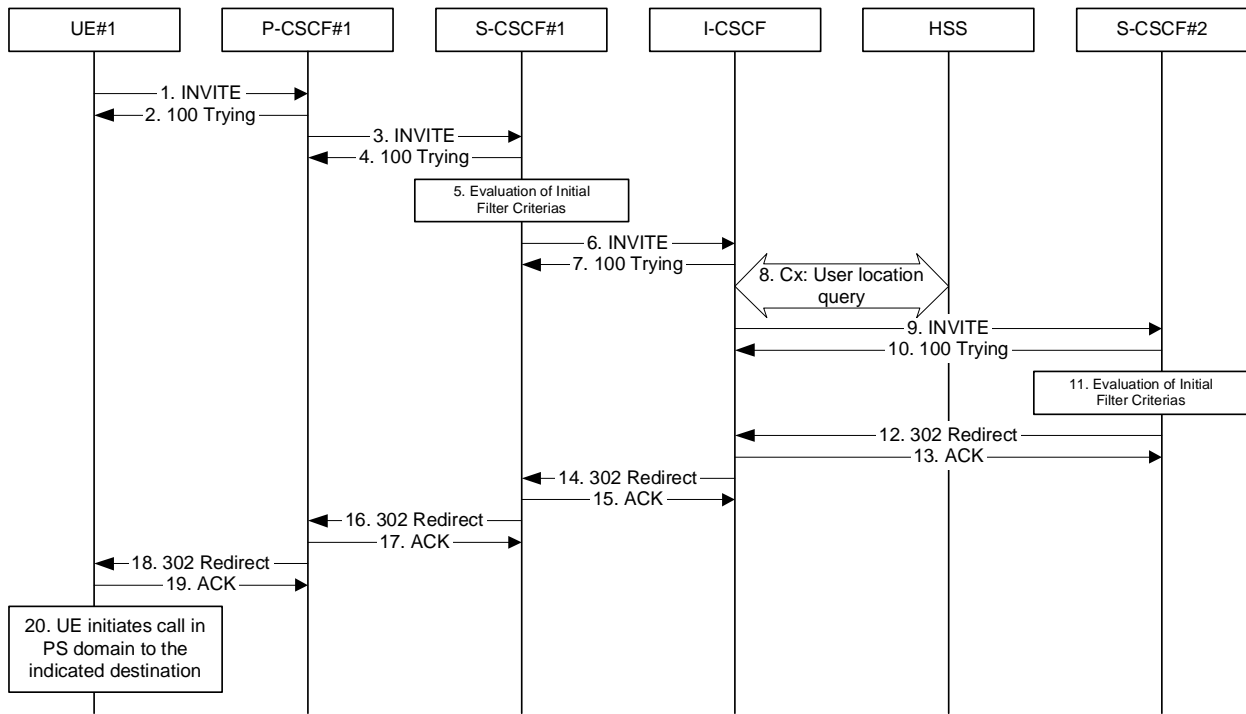 UE#1
P-CSCF#1
S-CSCF#1
I-CSCF
HSS
S-CSCF#2
1. INVITE
2. 100 Trying
3. INVITE
4. 100 Trying
5. Evaluation of Initial
Filter Criterias
6. INVITE
7. 100 Trying
8. Cx: User location
query
9. INVITE
10. 100 Trying
11. Evaluation of Initial
Filter Criterias
12. 302 Redirect
13. ACK
14. 302 Redirect
15. ACK
16. 302 Redirect
17. ACK
18. 302 Redirect
19. ACK
20. UE initiates call in
PS domain to the
indicated destination